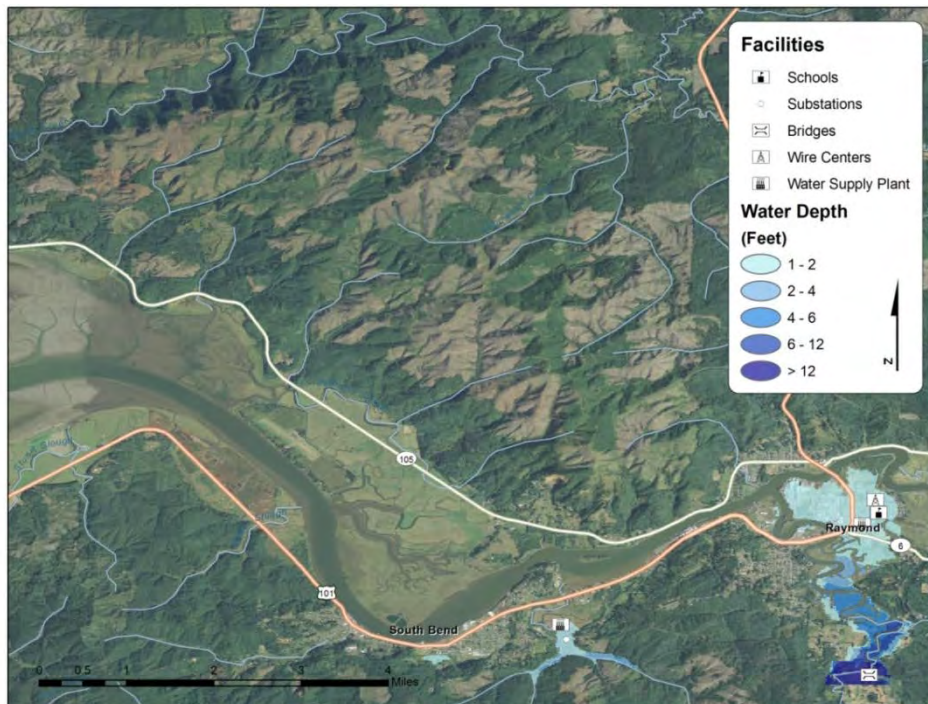 Facilities
Schools
Substations
Bridges
Wire Centers
Water Supply Plant
Water Depth
(Feet)
1 - 2
2 - 4
4 - 6
6 - 12
> 12
N
105
Raymond
6
101
South Bend
0 0.5 1 2 3 4
Miles